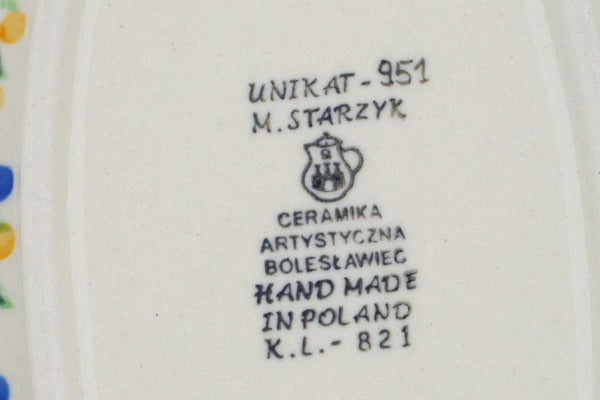 UNIKAT - 951
M. STARZYK
CERAMIKA
ARTYSTYCZNA
BOLESŁAWIEC
HAND MADE
IN POLAND
K.L. - 821